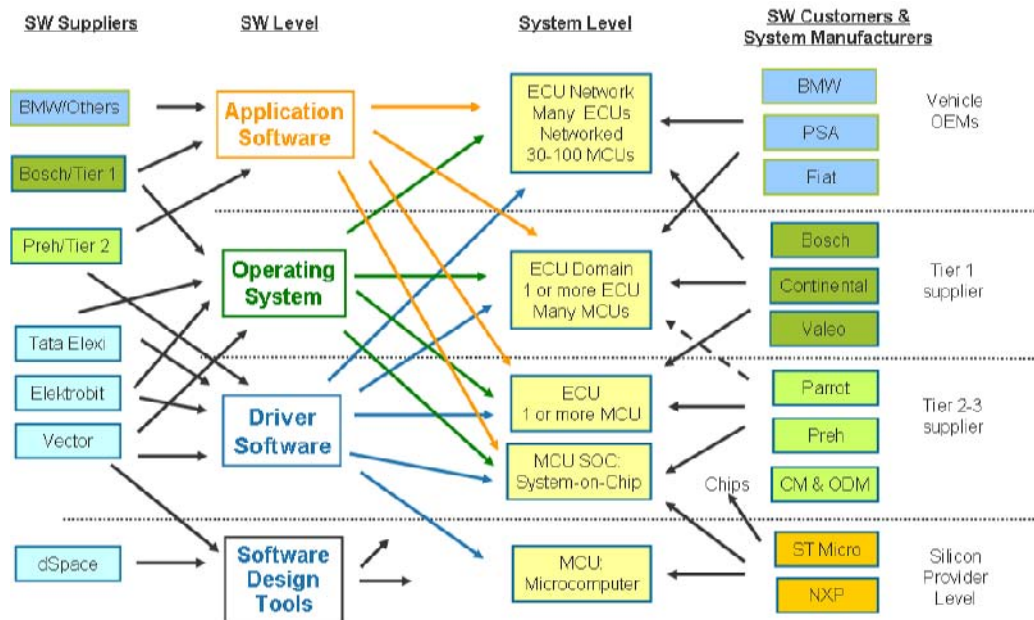 SW Suppliers
SW Level
System Level
SW Customers &
System Manufacturers
BMW/Others
Bosch/Tier 1
Preh/Tier 2
Tata Elexi
Elektrobit
Vector
dSpace
Application
Software
Operating
System
Driver
Software
Software
Design
Tools
ECU Network
Many ECUs
Networked
30-100 MCUs
ECU Domain
1 or more ECU
Many MCUs
ECU
1 or more MCU
MCU SOC:
System-on-Chip
MCU:
Microcomputer
BMW
PSA
Fiat
Bosch
Continental
Valeo
Parrot
Preh
CM & ODM
Chips
ST Micro
NXP
Vehicle
OEMs
Tier 1
supplier
Tier 2-3
supplier
Silicon
Provider
Level